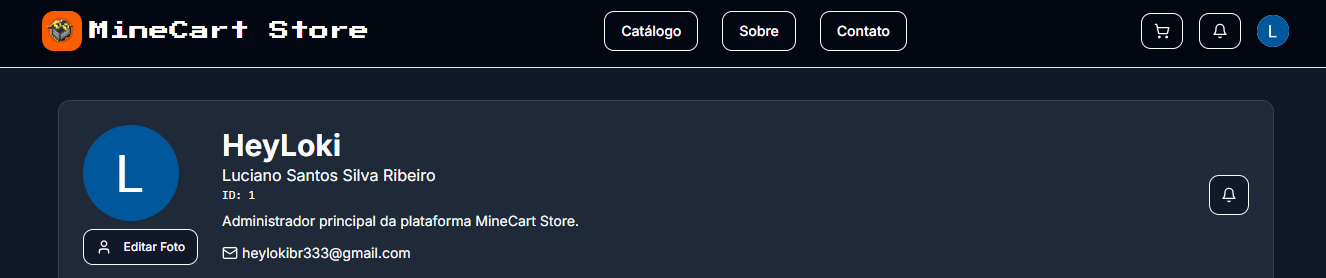 MineCart Store
Catálogo
Sobre
Contato
L
L
HeyLoki
Luciano Santos Silva Ribeiro
ID: 1
Administrador principal da plataforma MineCart Store.
Editar Foto
heylokibr333@gmail.com